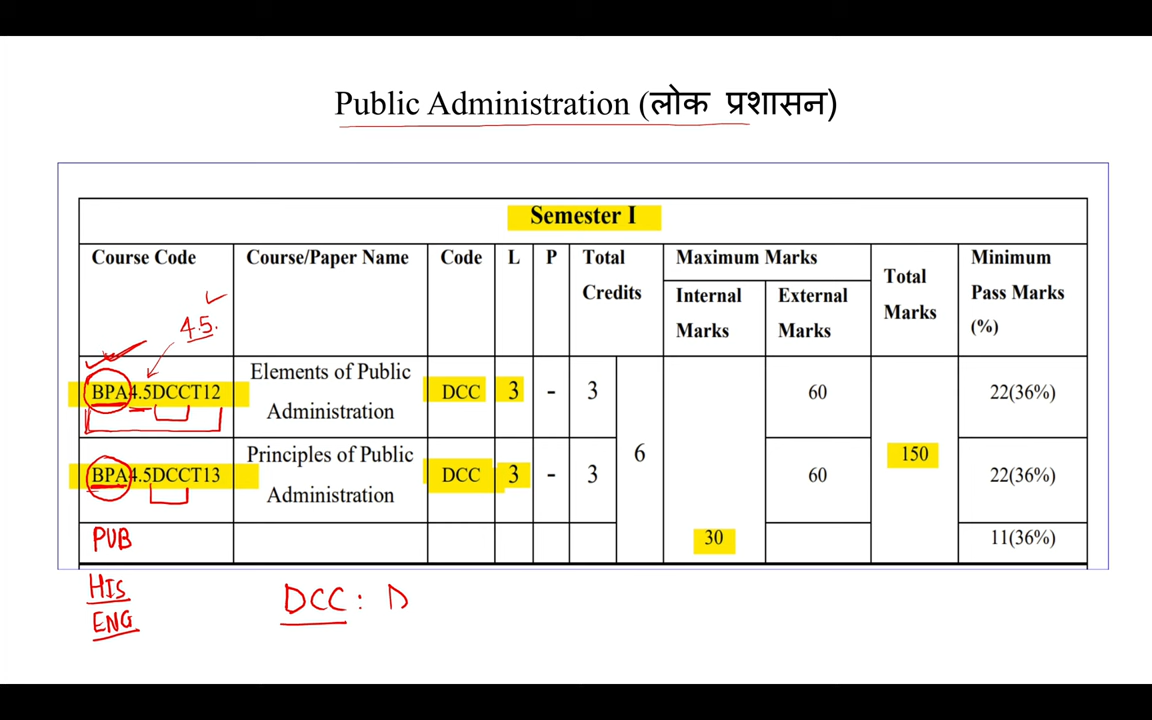 Public Administration (लोक प्रशासन)
Semester I
Course Code Course/Paper Name Code L P Total Credits Maximum Marks Total Marks Minimum Pass Marks (%)
Internal Marks External Marks
4.5.
BPA4.5DCCT12 Elements of Public Administration DCC 3 - 3 60 22(36%)
6 150
BPA4.5DCCT13 Principles of Public Administration DCC 3 - 3 60 22(36%)
PUB 30 11(36%)
HIS
DCC : D
ENG